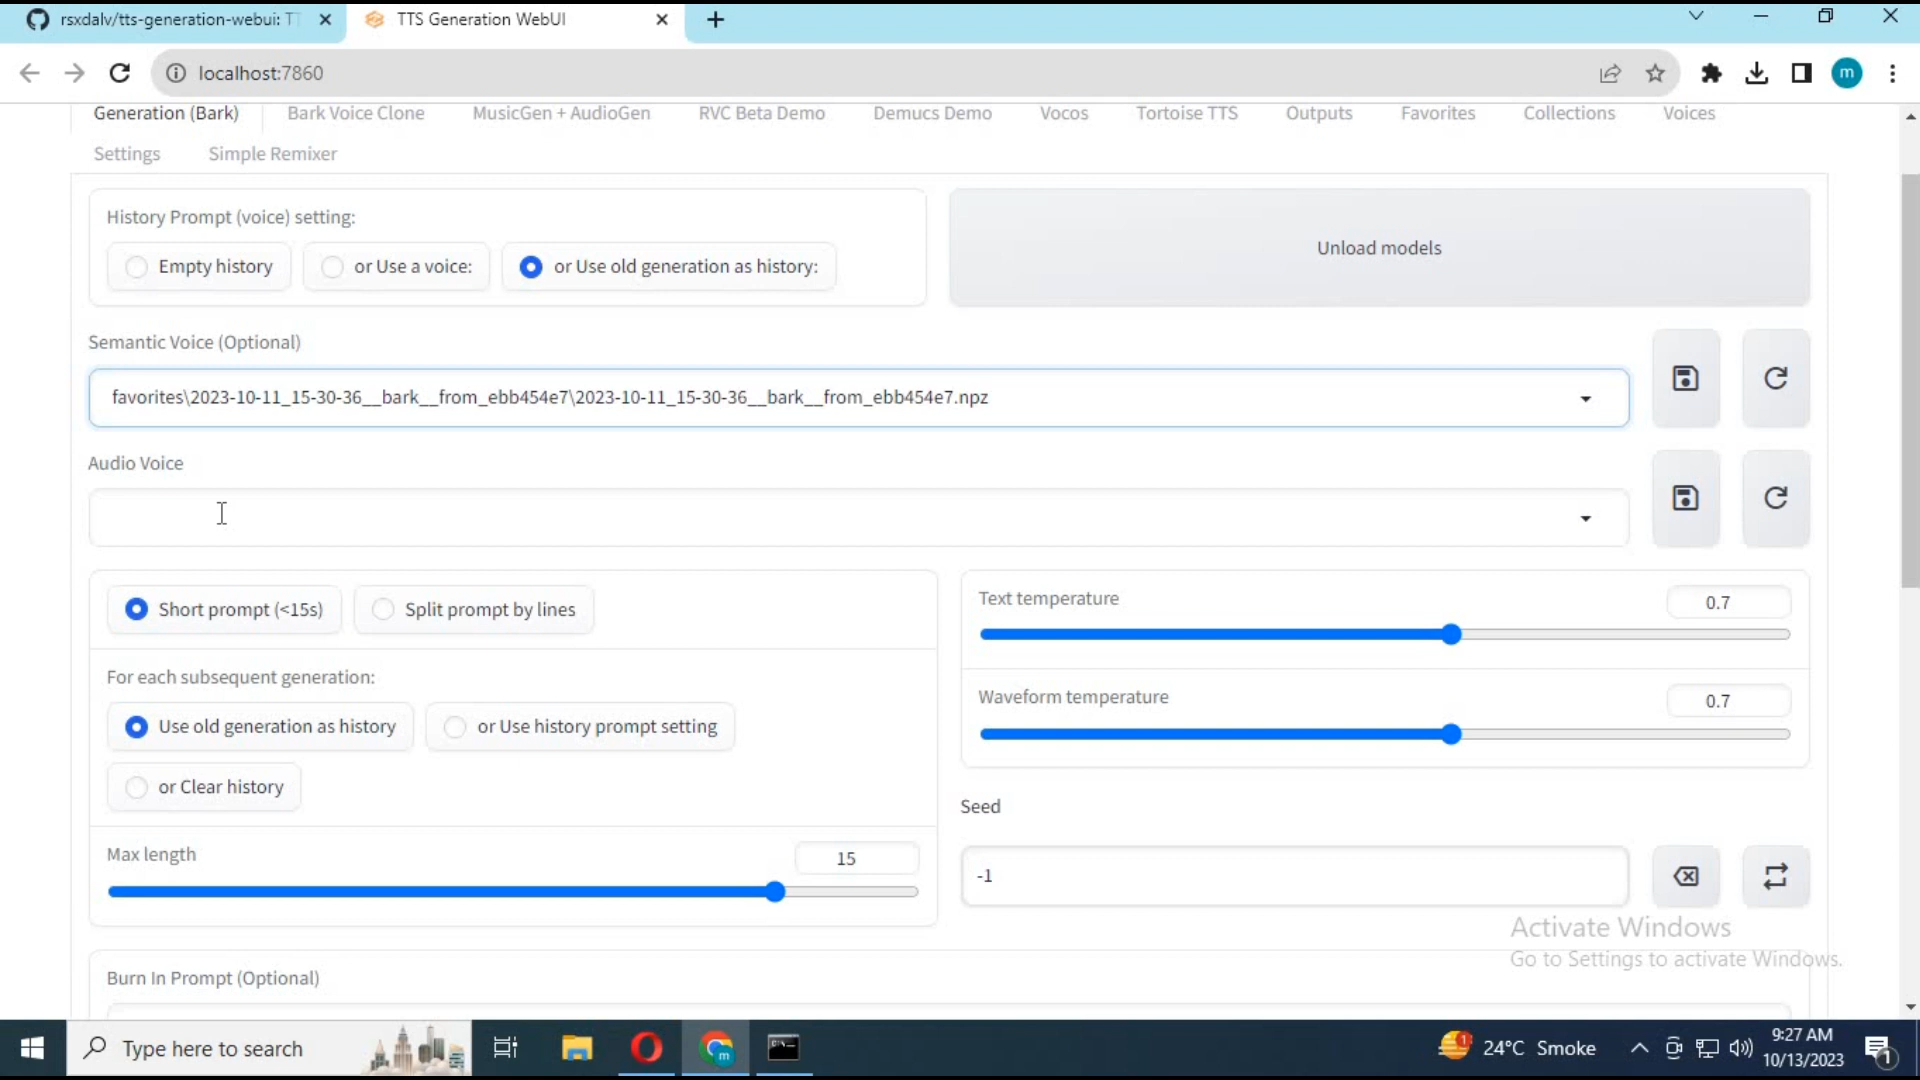 rsxdalv/tts-generation-webui: TT
TTS Generation WebUI
localhost:7860
m
Generation (Bark)
Bark Voice Clone
MusicGen + AudioGen
RVC Beta Demo
Demucs Demo
Vocos
Tortoise TTS
Outputs
Favorites
Collections
Voices
Settings
Simple Remixer
History Prompt (voice) setting:
Empty history
or Use a voice:
or Use old generation as history:
Unload models
Semantic Voice (Optional)
favorites\2023-10-11_15-30-36__bark__from_ebb454e7\2023-10-11_15-30-36__bark__from_ebb454e7.npz
Audio Voice
Short prompt (<15s)
Split prompt by lines
For each subsequent generation:
Use old generation as history
or Use history prompt setting
or Clear history
Max length
15
Text temperature
0.7
Waveform temperature
0.7
Seed
-1
Burn In Prompt (Optional)
Activate Windows
Go to Settings to activate Windows.
Type here to search
m
1
24°C Smoke
9:27 AM
10/13/2023
1